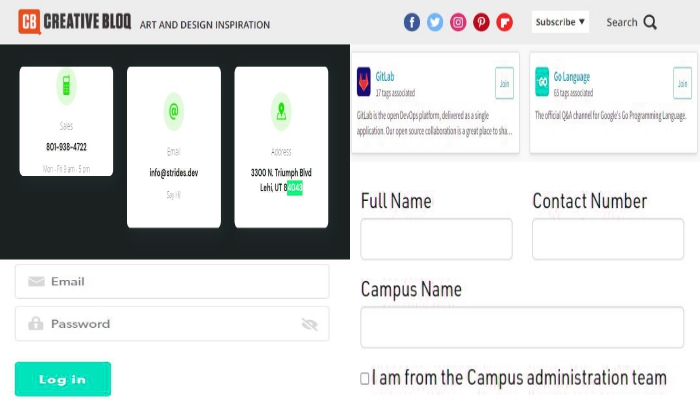 CB CREATIVE BLOQ ART AND DESIGN INSPIRATION
Subscribe ▼ Search
Sales
801-938-4722
Mon - Fri 8 am - 5 pm
@
Email
info@strides.dev
Say Hi!
Address
3300 N. Triumph Blvd
Lehi, UT 84043
GitLab
17 tags associated
Join
GitLab is the open DevOps platform, delivered as a single
application. Our open source collaboration is a great place to sha...
GO
Go Language
65 tags associated
Join
The official Q&A channel for Google's Go Programming Language.
Email
Password
Log in
Full Name Contact Number
Campus Name
I am from the Campus administration team